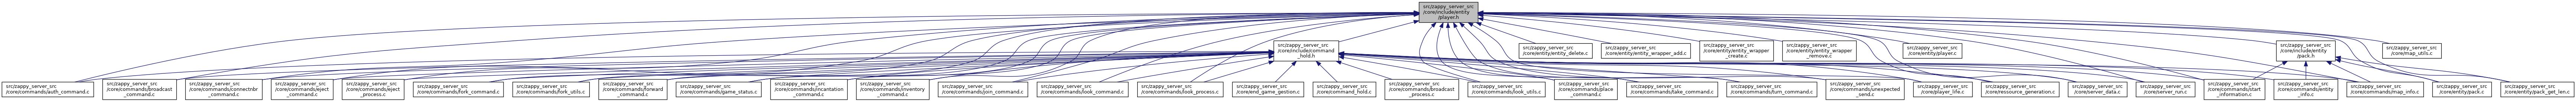 src/zappy_server_src
/core/include/entity
/player.h
src/zappy_server_src
/core/include/command
_hold.h
src/zappy_server_src
/core/entity/entity_delete.c
src/zappy_server_src
/core/entity/entity_wrapper_add.c
src/zappy_server_src
/core/entity/entity_wrapper
_create.c
src/zappy_server_src
/core/entity/entity_wrapper
_remove.c
src/zappy_server_src
/core/entity/player.c
src/zappy_server_src
/core/include/entity
/pack.h
src/zappy_server_src
/core/map_utils.c
src/zappy_server_src
/core/commands/auth_command.c
src/zappy_server_src
/core/commands/broadcast
_command.c
src/zappy_server_src
/core/commands/connectnbr
_command.c
src/zappy_server_src
/core/commands/eject
_command.c
src/zappy_server_src
/core/commands/eject
_process.c
src/zappy_server_src
/core/commands/fork_command.c
src/zappy_server_src
/core/commands/fork_utils.c
src/zappy_server_src
/core/commands/forward
_command.c
src/zappy_server_src
/core/commands/game_status.c
src/zappy_server_src
/core/commands/incantation
_command.c
src/zappy_server_src
/core/commands/inventory
_command.c
src/zappy_server_src
/core/commands/join_command.c
src/zappy_server_src
/core/commands/look_command.c
src/zappy_server_src
/core/commands/look_process.c
src/zappy_server_src
/core/end_game_gestion.c
src/zappy_server_src
/core/command_hold.c
src/zappy_server_src
/core/commands/broadcast
_process.c
src/zappy_server_src
/core/commands/look_utils.c
src/zappy_server_src
/core/commands/place
_command.c
src/zappy_server_src
/core/commands/take_command.c
src/zappy_server_src
/core/commands/turn_command.c
src/zappy_server_src
/core/commands/unexpected
_send.c
src/zappy_server_src
/core/player_life.c
src/zappy_server_src
/core/ressource_generation.c
src/zappy_server_src
/core/server_data.c
src/zappy_server_src
/core/server_run.c
src/zappy_server_src
/core/commands/start
_information.c
src/zappy_server_src
/core/commands/entity
_info.c
src/zappy_server_src
/core/commands/map_info.c
src/zappy_server_src
/core/entity/pack.c
src/zappy_server_src
/core/entity/pack_get_len.c